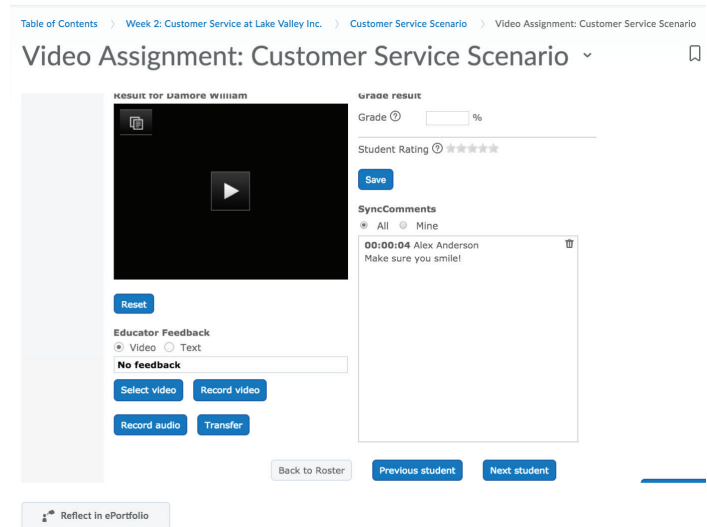 Table of Contents > Week 2: Customer Service at Lake Valley Inc. > Customer Service Scenario > Video Assignment: Customer Service Scenario
Video Assignment: Customer Service Scenario
Result for Damore William
Grade result
Grade ? %
Student Rating ?
Save
SyncComments
All Mine
00:00:04 Alex Anderson
Make sure you smile!
Reset
Educator Feedback
Video Text
No feedback
Select video Record video
Record audio Transfer
Back to Roster Previous student Next student
Reflect in ePortfolio